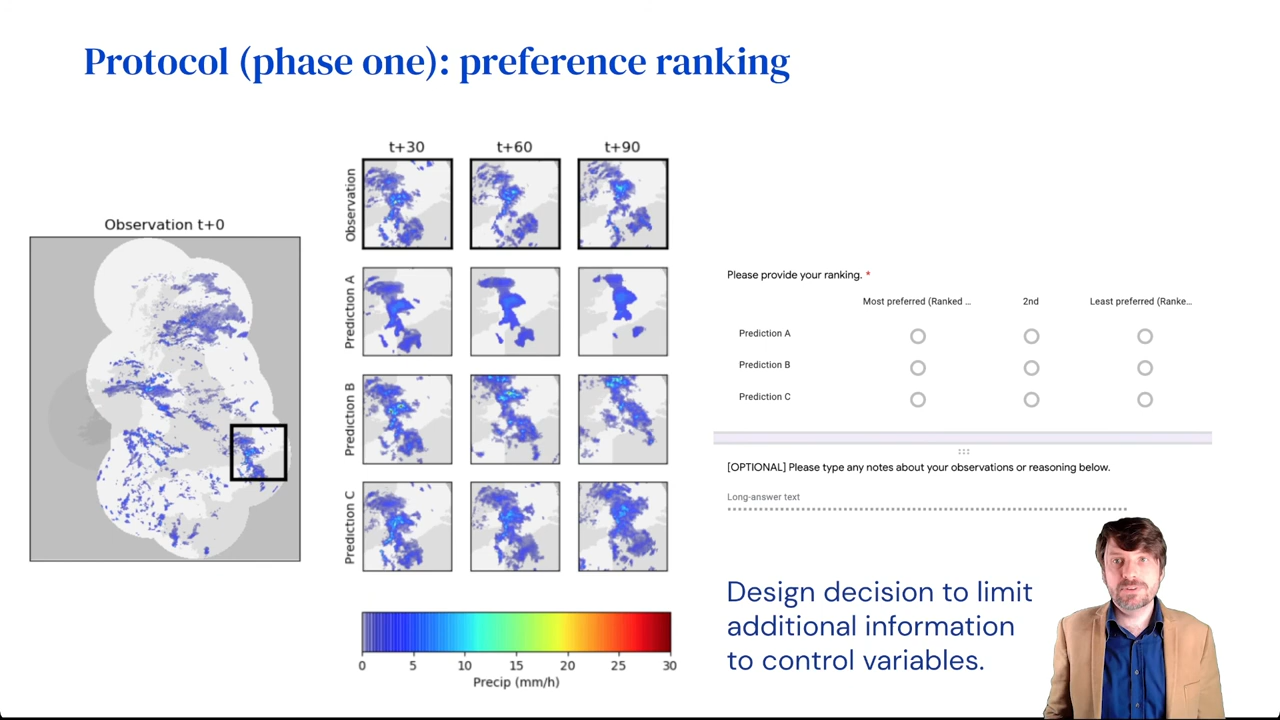 Protocol (phase one): preference ranking
Observation t+0
t+30 t+60 t+90
Observation
Prediction A
Prediction B
Prediction C
0 5 10 15 20 25 30
Precip (mm/h)
Please provide your ranking. *
Most preferred (Ranked ... 2nd Least preferred (Ranke...
Prediction A
Prediction B
Prediction C
[OPTIONAL] Please type any notes about your observations or reasoning below.
Long-answer text
Design decision to limit
additional information
to control variables.